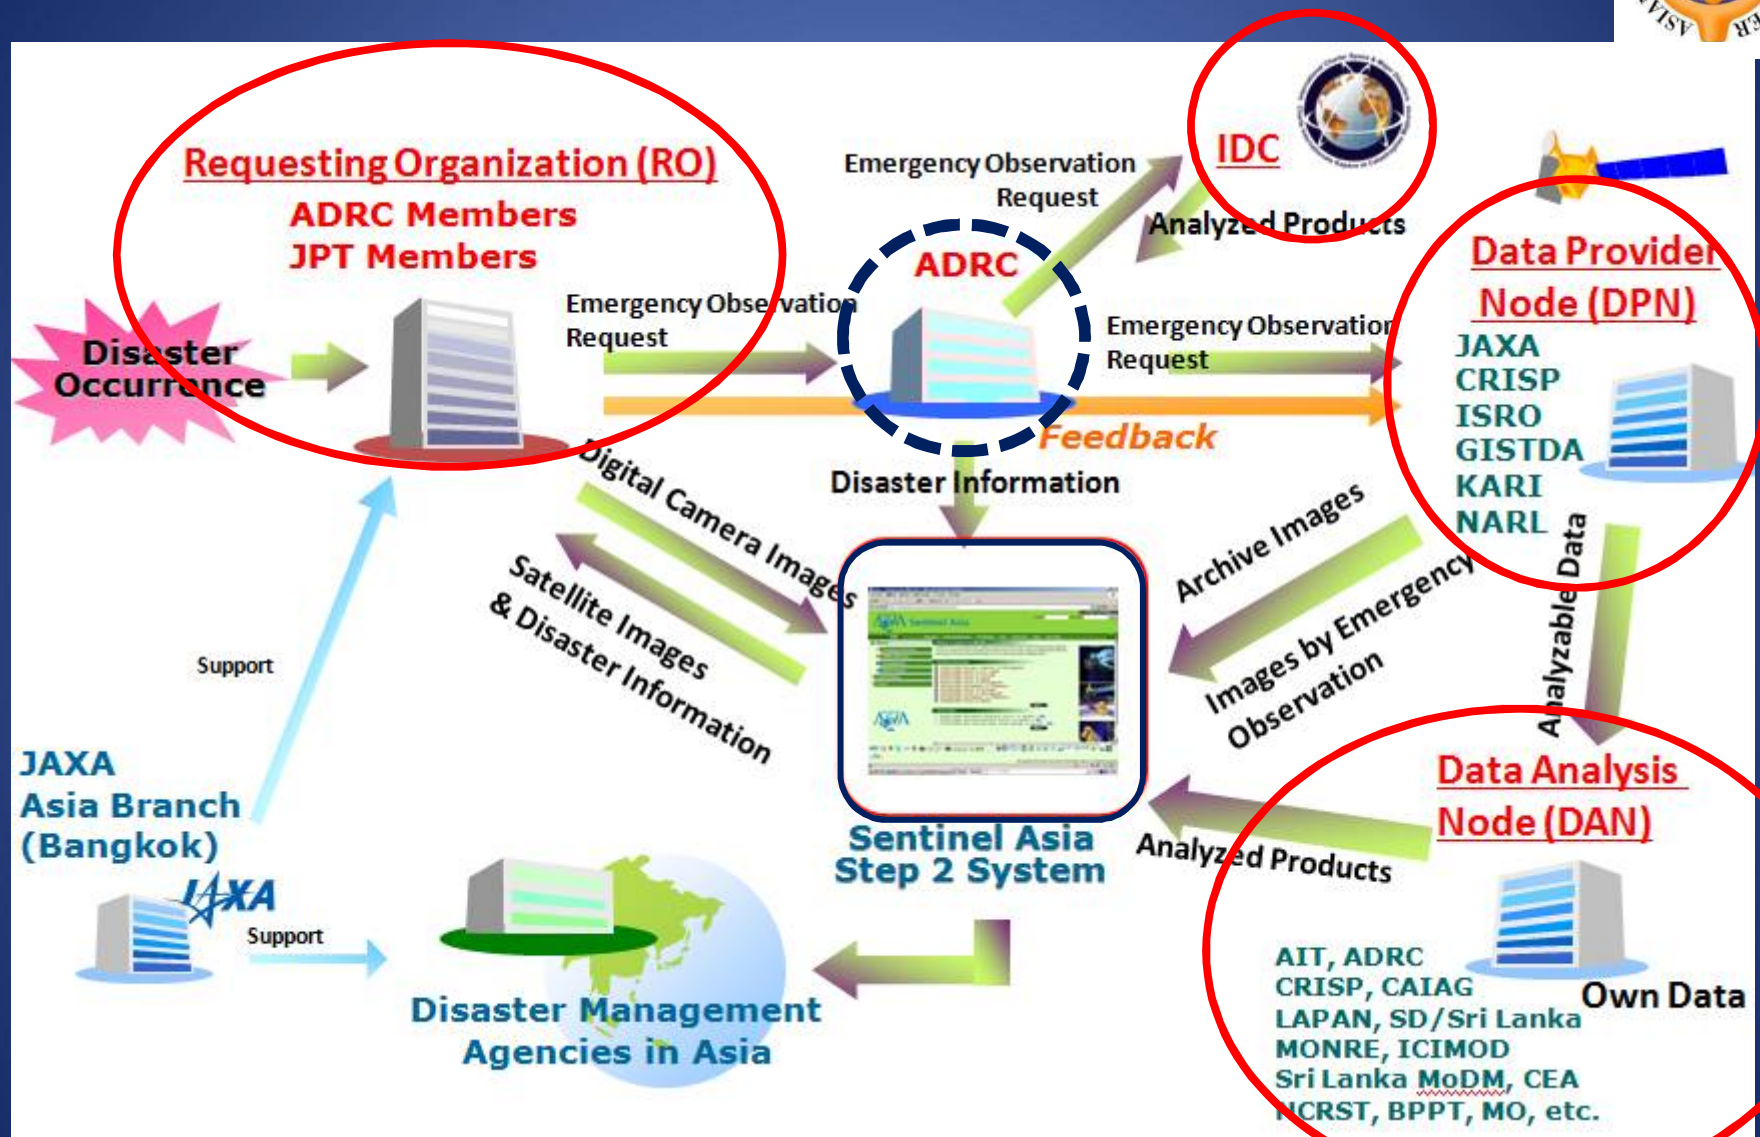 Requesting Organization (RO)
ADRC Members
JPT Members
Disaster
Occurrence
Emergency Observation
Request
ADRC
Emergency Observation
Request
IDC
Analyzed Products
Emergency Observation
Request
Feedback
Data Provider
Node (DPN)
JAXA
CRISP
ISRO
GISTDA
KARI
NARL
Disaster Information
Digital Camera Images
Satellite Images
& Disaster Information
Archive Images
Images by Emergency
Observation
Analyzable Data
Support
JAXA
Asia Branch
(Bangkok)
JAXA
Support
Sentinel Asia
Sentinel Asia
Step 2 System
Analyzed Products
Data Analysis
Node (DAN)
AIT, ADRC
CRISP, CAIAG
LAPAN, SD/Sri Lanka
MONRE, ICIMOD
Sri Lanka MoDM, CEA
NCRST, BPPT, MO, etc.
Own Data
Disaster Management
Agencies in Asia
ASIAN